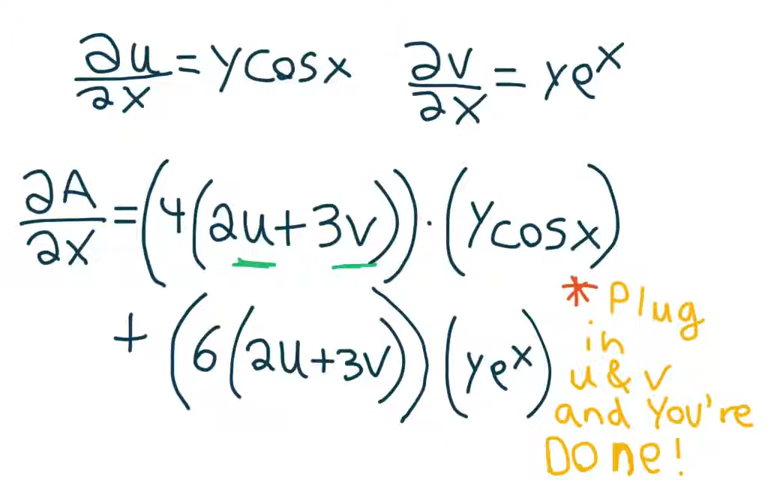 ∂u/∂x = ycosx   ∂v/∂x = ye^x
∂A/∂x = (4(2u+3v))·(ycosx)
+ (6(2u+3v))(ye^x)
* Plug
in
u & v
and You're
Done!